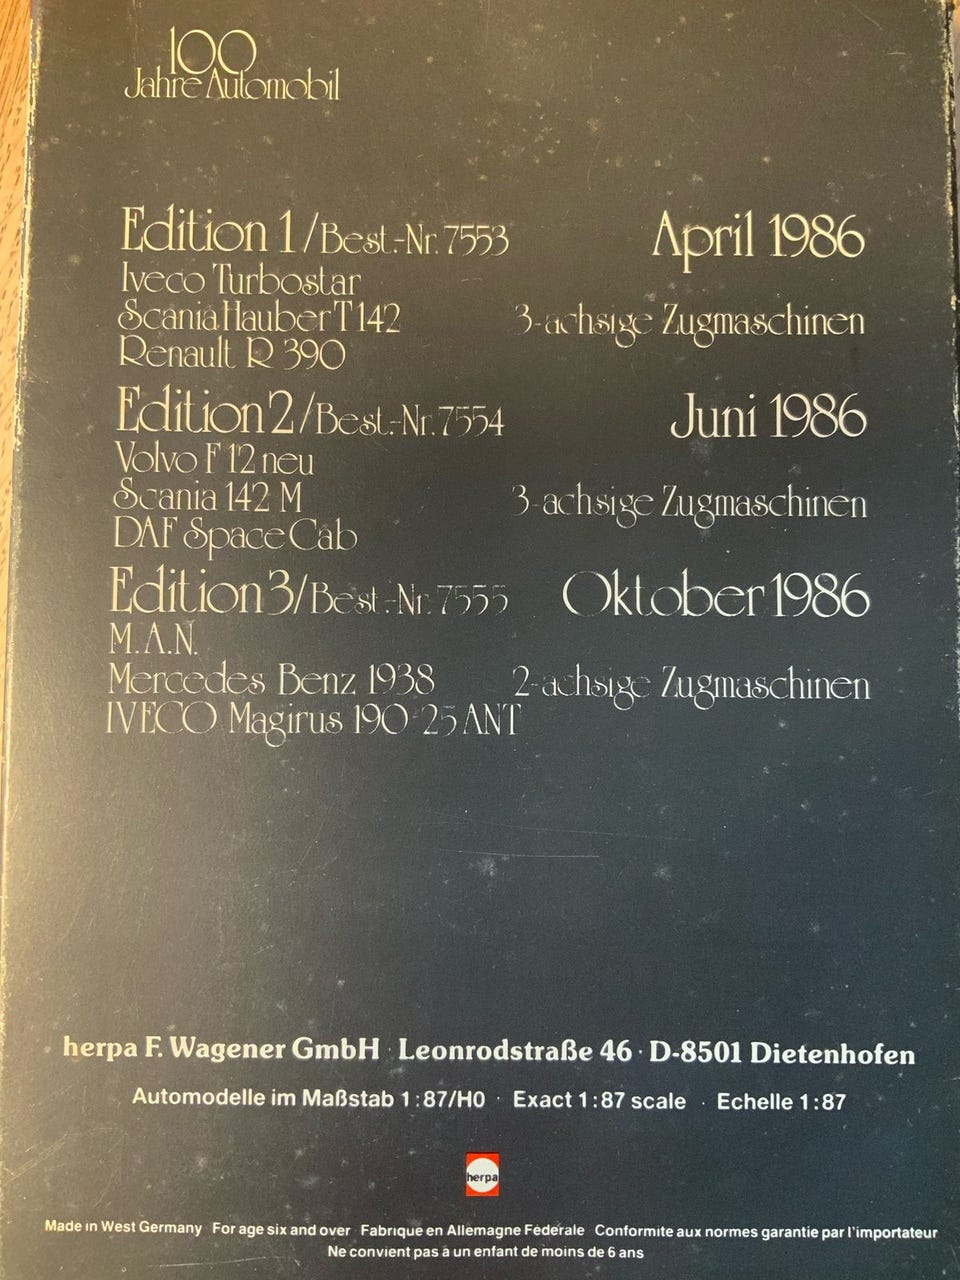 100
Jahre Automobil
Edition 1/Best.-Nr. 7553 April 1986
Iveco Turbostar
Scania Hauber T 142 3-achsige Zugmaschinen
Renault R 390
Edition 2/Best.-Nr. 7554 Juni 1986
Volvo F 12 neu
Scania 142 M 3-achsige Zugmaschinen
DAF Space Cab
Edition 3/Best.-Nr. 7555 Oktober 1986
M.A.N.
Mercedes Benz 1938 2-achsige Zugmaschinen
IVECO Magirus 190-25 ANT
herpa F. Wagener GmbH · Leonrodstraße 46 · D-8501 Dietenhofen
Automodelle im Maßstab 1:87/H0 · Exact 1:87 scale · Echelle 1:87
herpa
Made in West Germany For age six and over Fabrique en Allemagne Féderale Conformite aux normes garantie par l'importateur
Ne convient pas a un enfant de moins de 6 ans